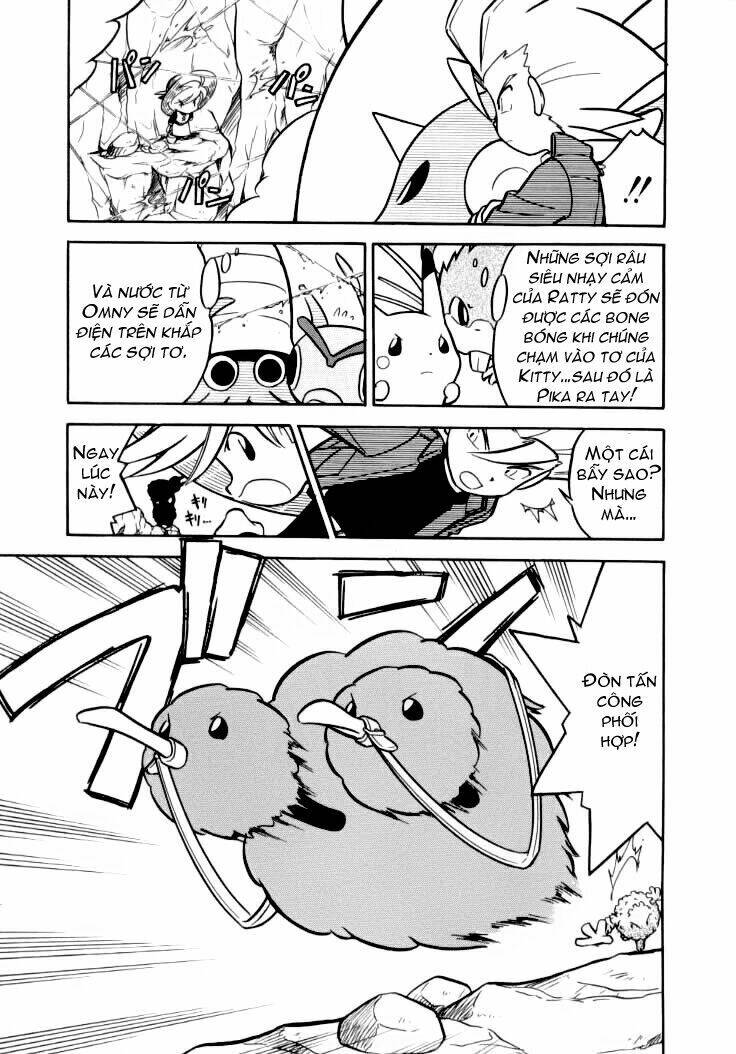 !!
パン
パン
パン
NHỮNG SỢI RÂU
SIÊU NHẠY CẢM
CỦA RATTY SẼ ĐÓN
ĐƯỢC CÁC BONG
BÓNG KHI CHÚNG
CHẠM VÀO TƠ CỦA
KITTY...SAU ĐÓ LÀ
PIKA RA TAY!
VÀ NƯỚC TỪ
OMNY SẼ DẪN
ĐIỆN TRÊN KHẮP
CÁC SỢI TƠ.
MỘT CÁI
BẪY SAO?
NHƯNG
MÀ...
NGAY
LÚC
NÀY!
キリ
キリ...
ĐÒN TẤN
CÔNG
PHỐI
HỢP!